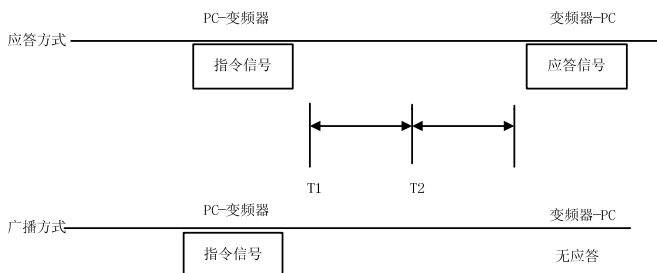 PC-变频器 变频器-PC
应答方式
指令信号 应答信号
T1 T2
PC-变频器 变频器-PC
广播方式
指令信号 无应答